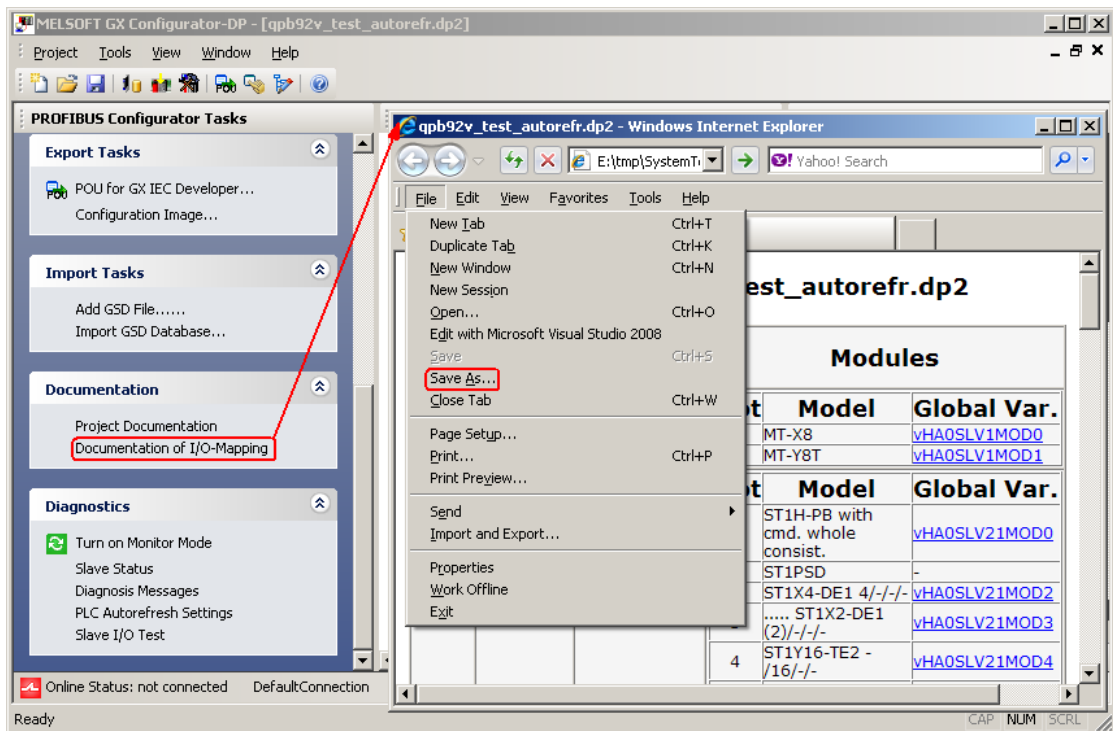 MELSOFT GX Configurator-DP - [qpb92v_test_autorefr.dp2]
Project Tools View Window Help
PROFIBUS Configurator Tasks
Export Tasks
POU for GX IEC Developer...
Configuration Image...
Import Tasks
Add GSD File......
Import GSD Database...
Documentation
Project Documentation
Documentation of I/O-Mapping
Diagnostics
Turn on Monitor Mode
Slave Status
Diagnosis Messages
PLC Autorefresh Settings
Slave I/O Test
Online Status: not connected DefaultConnection
Ready
CAP NUM SCRL
qpb92v_test_autorefr.dp2 - Windows Internet Explorer
E:\tmp\SystemT
Yahoo! Search
File Edit View Favorites Tools Help
New Tab Ctrl+T
Duplicate Tab Ctrl+K
New Window Ctrl+N
New Session
Open... Ctrl+O
Edit with Microsoft Visual Studio 2008
Save Ctrl+S
Save As...
Close Tab Ctrl+W
Page Setup...
Print... Ctrl+P
Print Preview...
Send
Import and Export...
Properties
Work Offline
Exit
est_autorefr.dp2
Modules
t Model Global Var.
MT-X8 vHA0SLV1MOD0
MT-Y8T vHA0SLV1MOD1
t Model Global Var.
ST1H-PB with
cmd. whole vHA0SLV21MOD0
consist.
ST1PSD -
ST1X4-DE1 4/-/-/- vHA0SLV21MOD2
..... ST1X2-DE1 vHA0SLV21MOD3
(2)/-/-/-
4 ST1Y16-TE2 - vHA0SLV21MOD4
/16/-/-